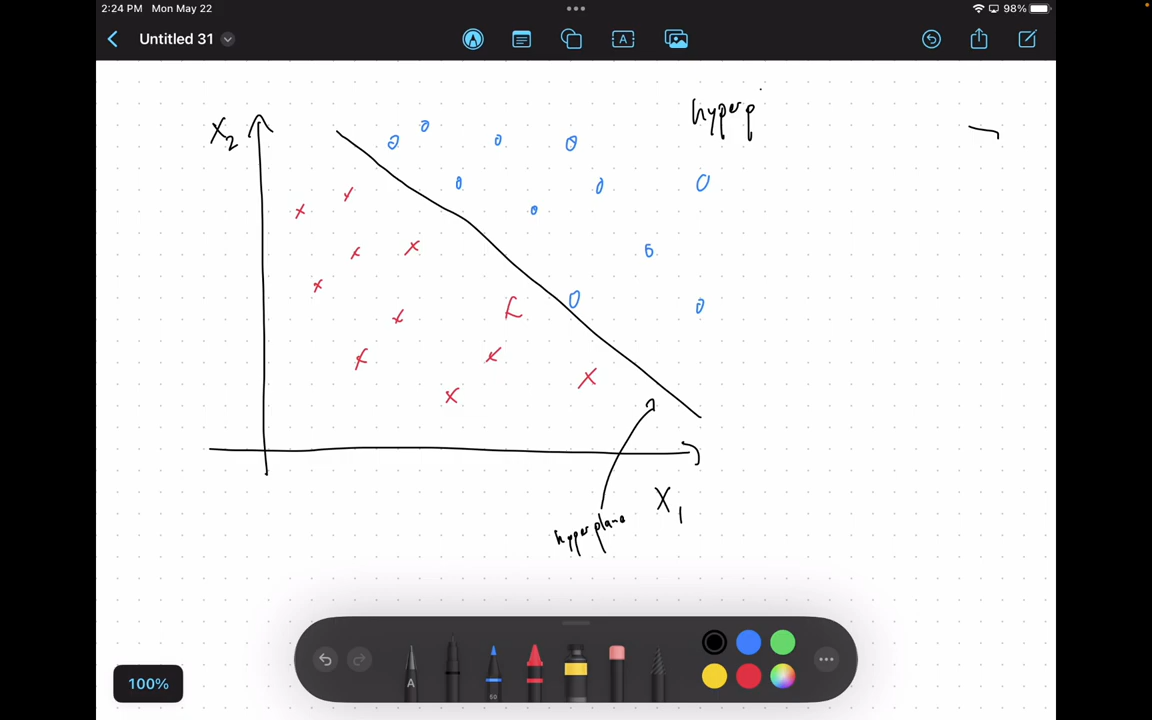 2:24 PM Mon May 22
98%
Untitled 31
A
hyperp
X2
hyperplane
X1
A
100%